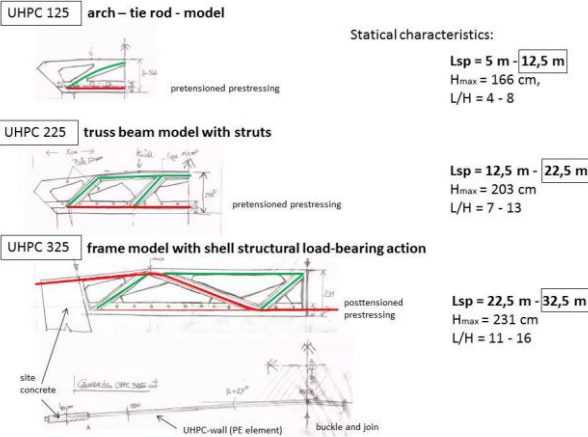 UHPC 125 arch – tie rod - model
Statical characteristics:
Lsp = 5 m - 12,5 m
Hmax = 166 cm,
L/H = 4 - 8
pretensioned prestressing
UHPC 225 truss beam model with struts
Lsp = 12,5 m - 22,5 m
Hmax = 203 cm
L/H = 7 - 13
pretensioned prestressing
UHPC 325 frame model with shell structural load-bearing action
posttensioned
prestressing
Lsp = 22,5 m - 32,5 m
Hmax = 231 cm
L/H = 11 - 16
231
site
concrete
UHPC-wall (PE element)
buckle and join